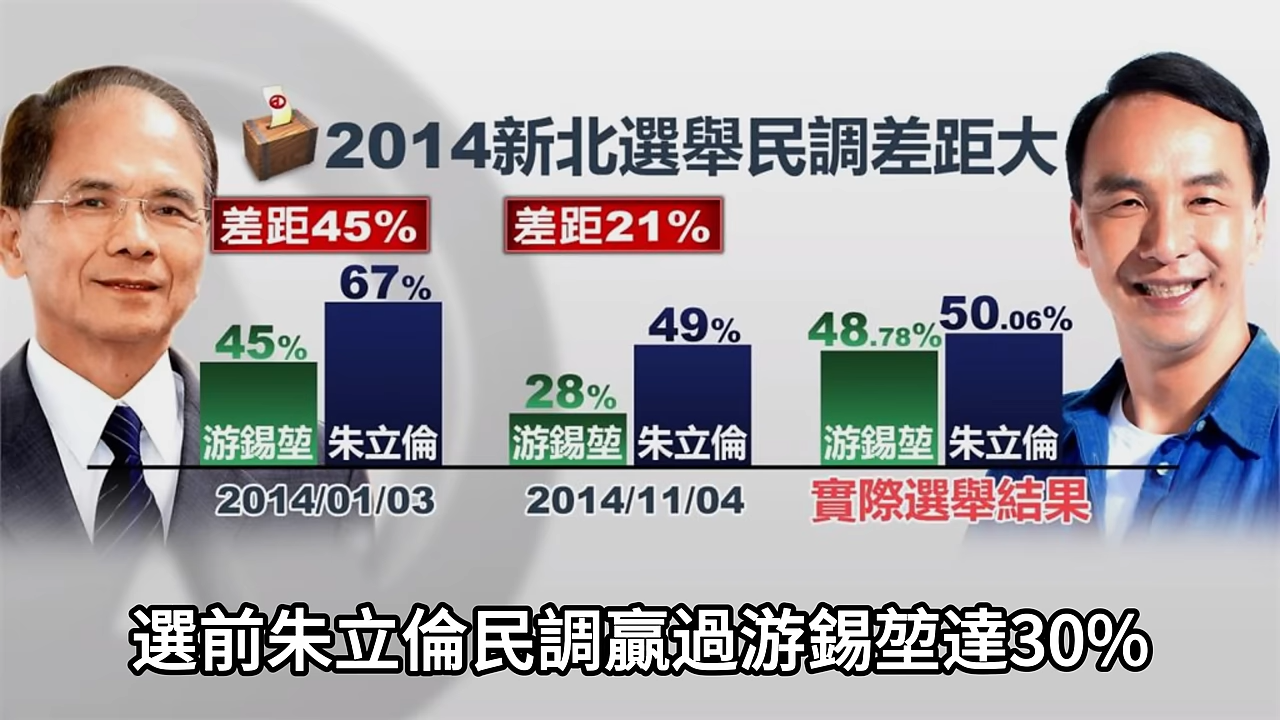 2014新北選舉民調差距大
差距45%
差距21%
67%
45%
49%
28%
48.78%
50.06%
游錫堃
朱立倫
游錫堃
朱立倫
游錫堃
朱立倫
2014/01/03
2014/11/04
實際選舉結果
選前朱立倫民調贏過游錫堃達30%